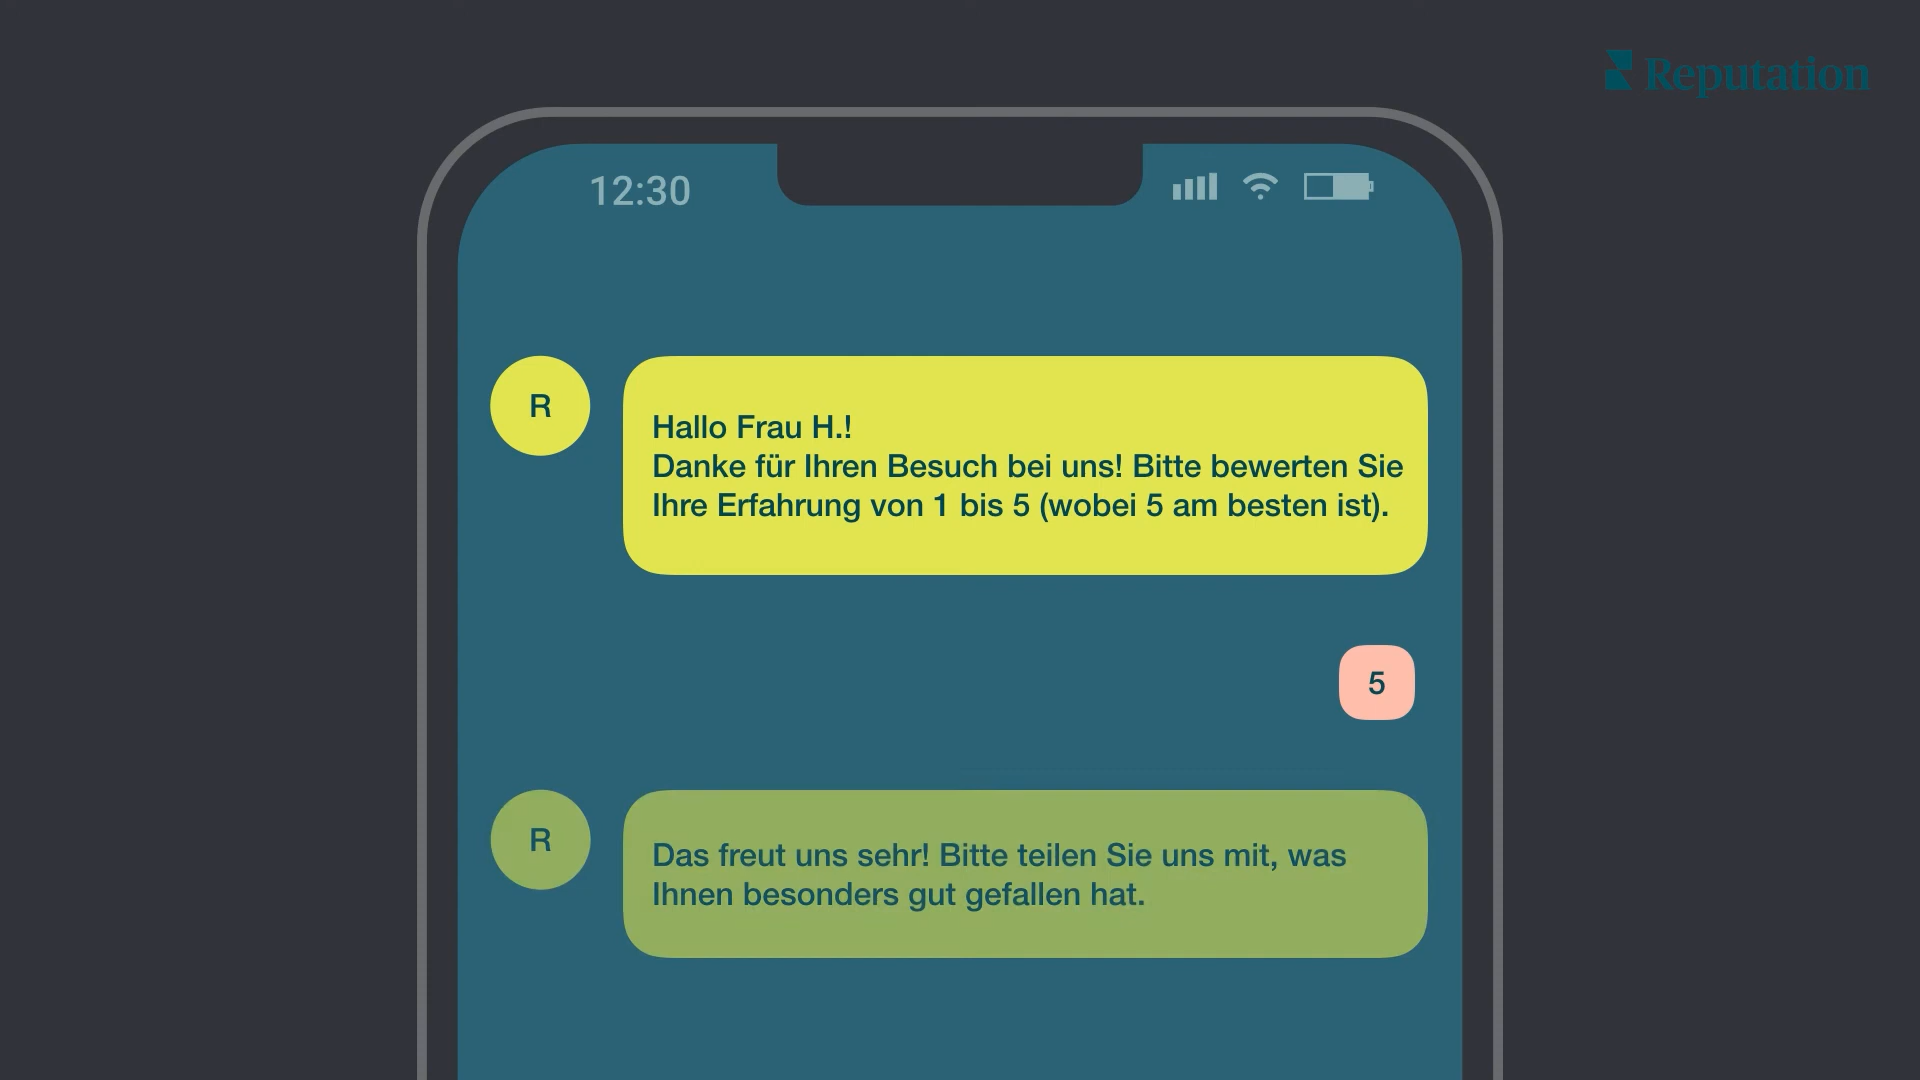 Reputation
12:30
R
Hallo Frau H.!
Danke für Ihren Besuch bei uns! Bitte bewerten Sie
Ihre Erfahrung von 1 bis 5 (wobei 5 am besten ist).
5
R
Das freut uns sehr! Bitte teilen Sie uns mit, was
Ihnen besonders gut gefallen hat.